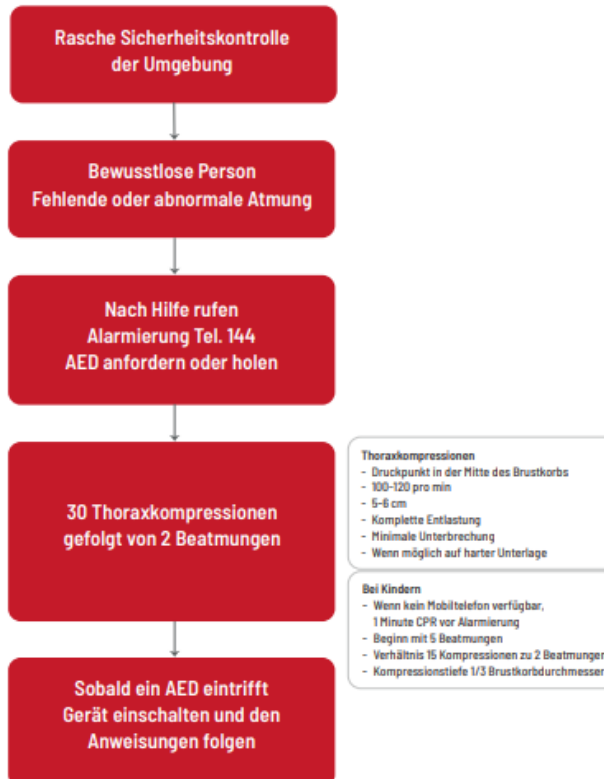 Rasche Sicherheitskontrolle
der Umgebung
Bewusstlose Person
Fehlende oder abnormale Atmung
Nach Hilfe rufen
Alarmierung Tel. 144
AED anfordern oder holen
30 Thoraxkompressionen
gefolgt von 2 Beatmungen
Thoraxkompressionen
- Druckpunkt in der Mitte des Brustkorbs
- 100-120 pro min
- 5-6 cm
- Komplette Entlastung
- Minimale Unterbrechung
- Wenn möglich auf harter Unterlage
Bei Kindern
- Wenn kein Mobiltelefon verfügbar,
1 Minute CPR vor Alarmierung
- Beginn mit 5 Beatmungen
- Verhältnis 15 Kompressionen zu 2 Beatmungen
- Kompressionstiefe 1/3 Brustkorbdurchmesser
Sobald ein AED eintrifft
Gerät einschalten und den
Anweisungen folgen